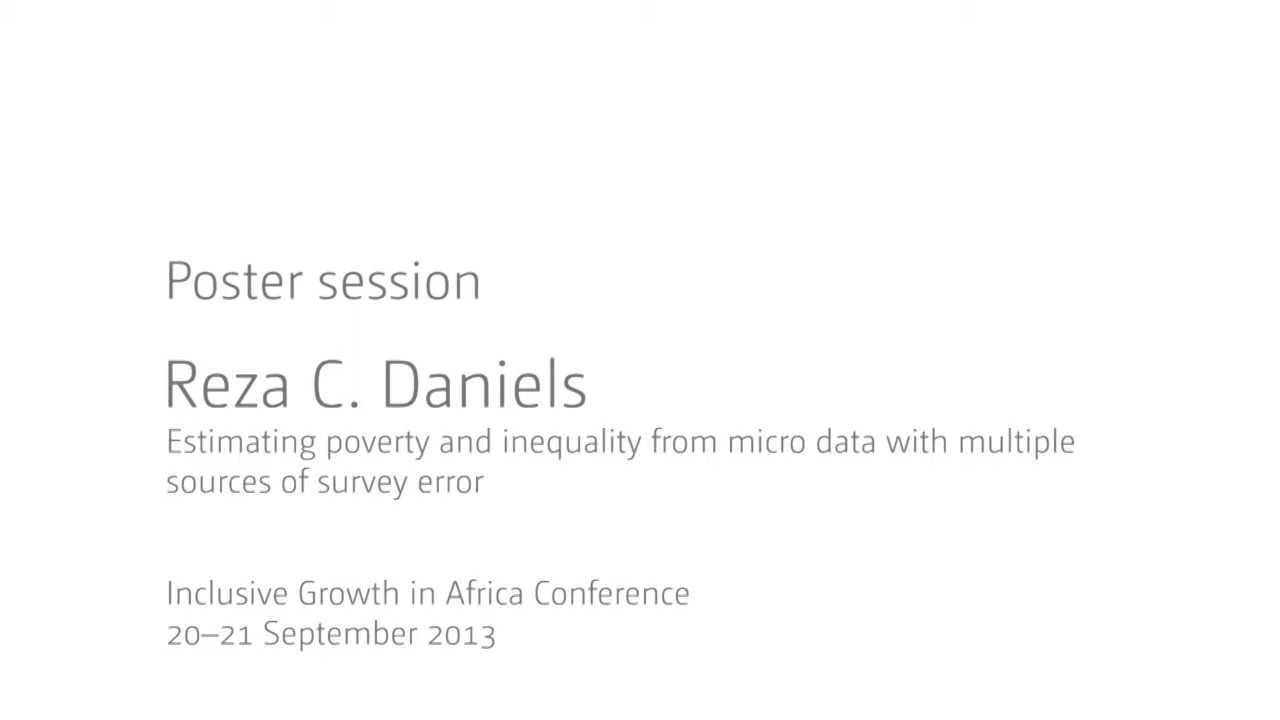 Poster session
Reza C. Daniels
Estimating poverty and inequality from micro data with multiple
sources of survey error
Inclusive Growth in Africa Conference
20–21 September 2013